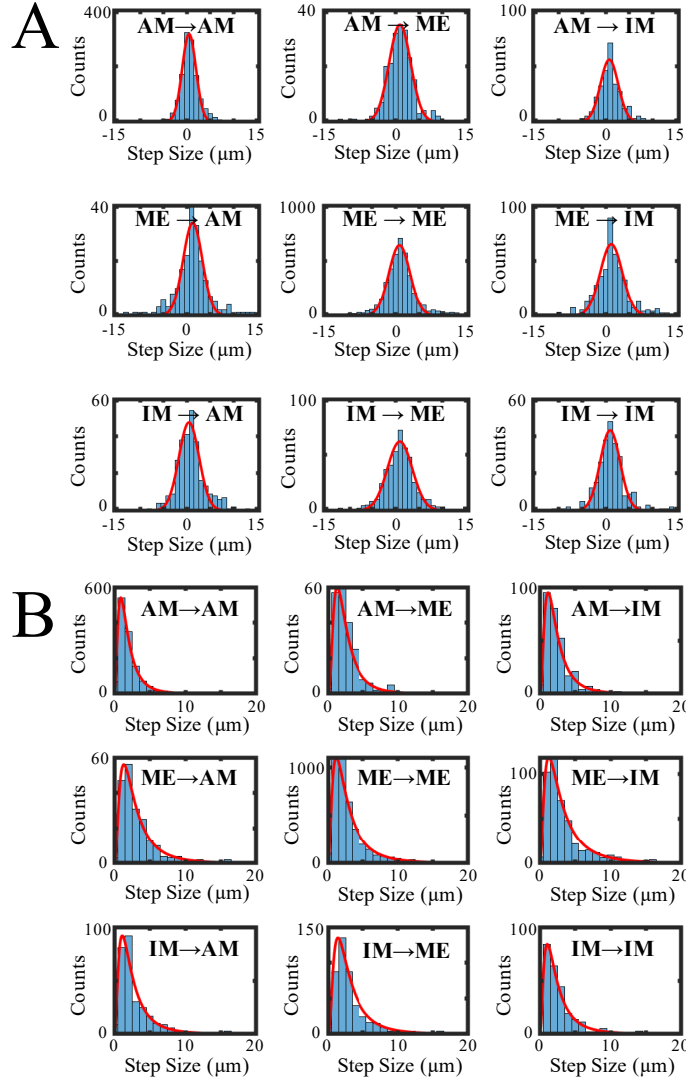 A
400
AM→AM
Counts
0
-15
0
15
Step Size (µm)
40
AM → ME
Counts
0
-15
0
15
Step Size (µm)
100
AM → IM
Counts
0
-15
0
15
Step Size (µm)
40
ME → AM
Counts
0
-15
0
15
Step Size (µm)
1000
ME → ME
Counts
0
-15
0
15
Step Size (µm)
100
ME → IM
Counts
0
-15
0
15
Step Size (µm)
60
IM → AM
Counts
0
-15
0
15
Step Size (µm)
100
IM → ME
Counts
0
-15
0
15
Step Size (µm)
60
IM → IM
Counts
0
-15
0
15
Step Size (µm)
B
600
AM→AM
Counts
0
0
10
20
Step Size (µm)
60
AM→ME
Counts
0
0
10
20
Step Size (µm)
100
AM→IM
Counts
0
0
10
20
Step Size (µm)
60
ME→AM
Counts
0
0
10
20
Step Size (µm)
1000
ME→ME
Counts
0
0
10
20
Step Size (µm)
100
ME→IM
Counts
0
0
10
20
Step Size (µm)
100
IM→AM
Counts
0
0
10
20
Step Size (µm)
150
IM→ME
Counts
0
0
10
20
Step Size (µm)
100
IM→IM
Counts
0
0
10
20
Step Size (µm)